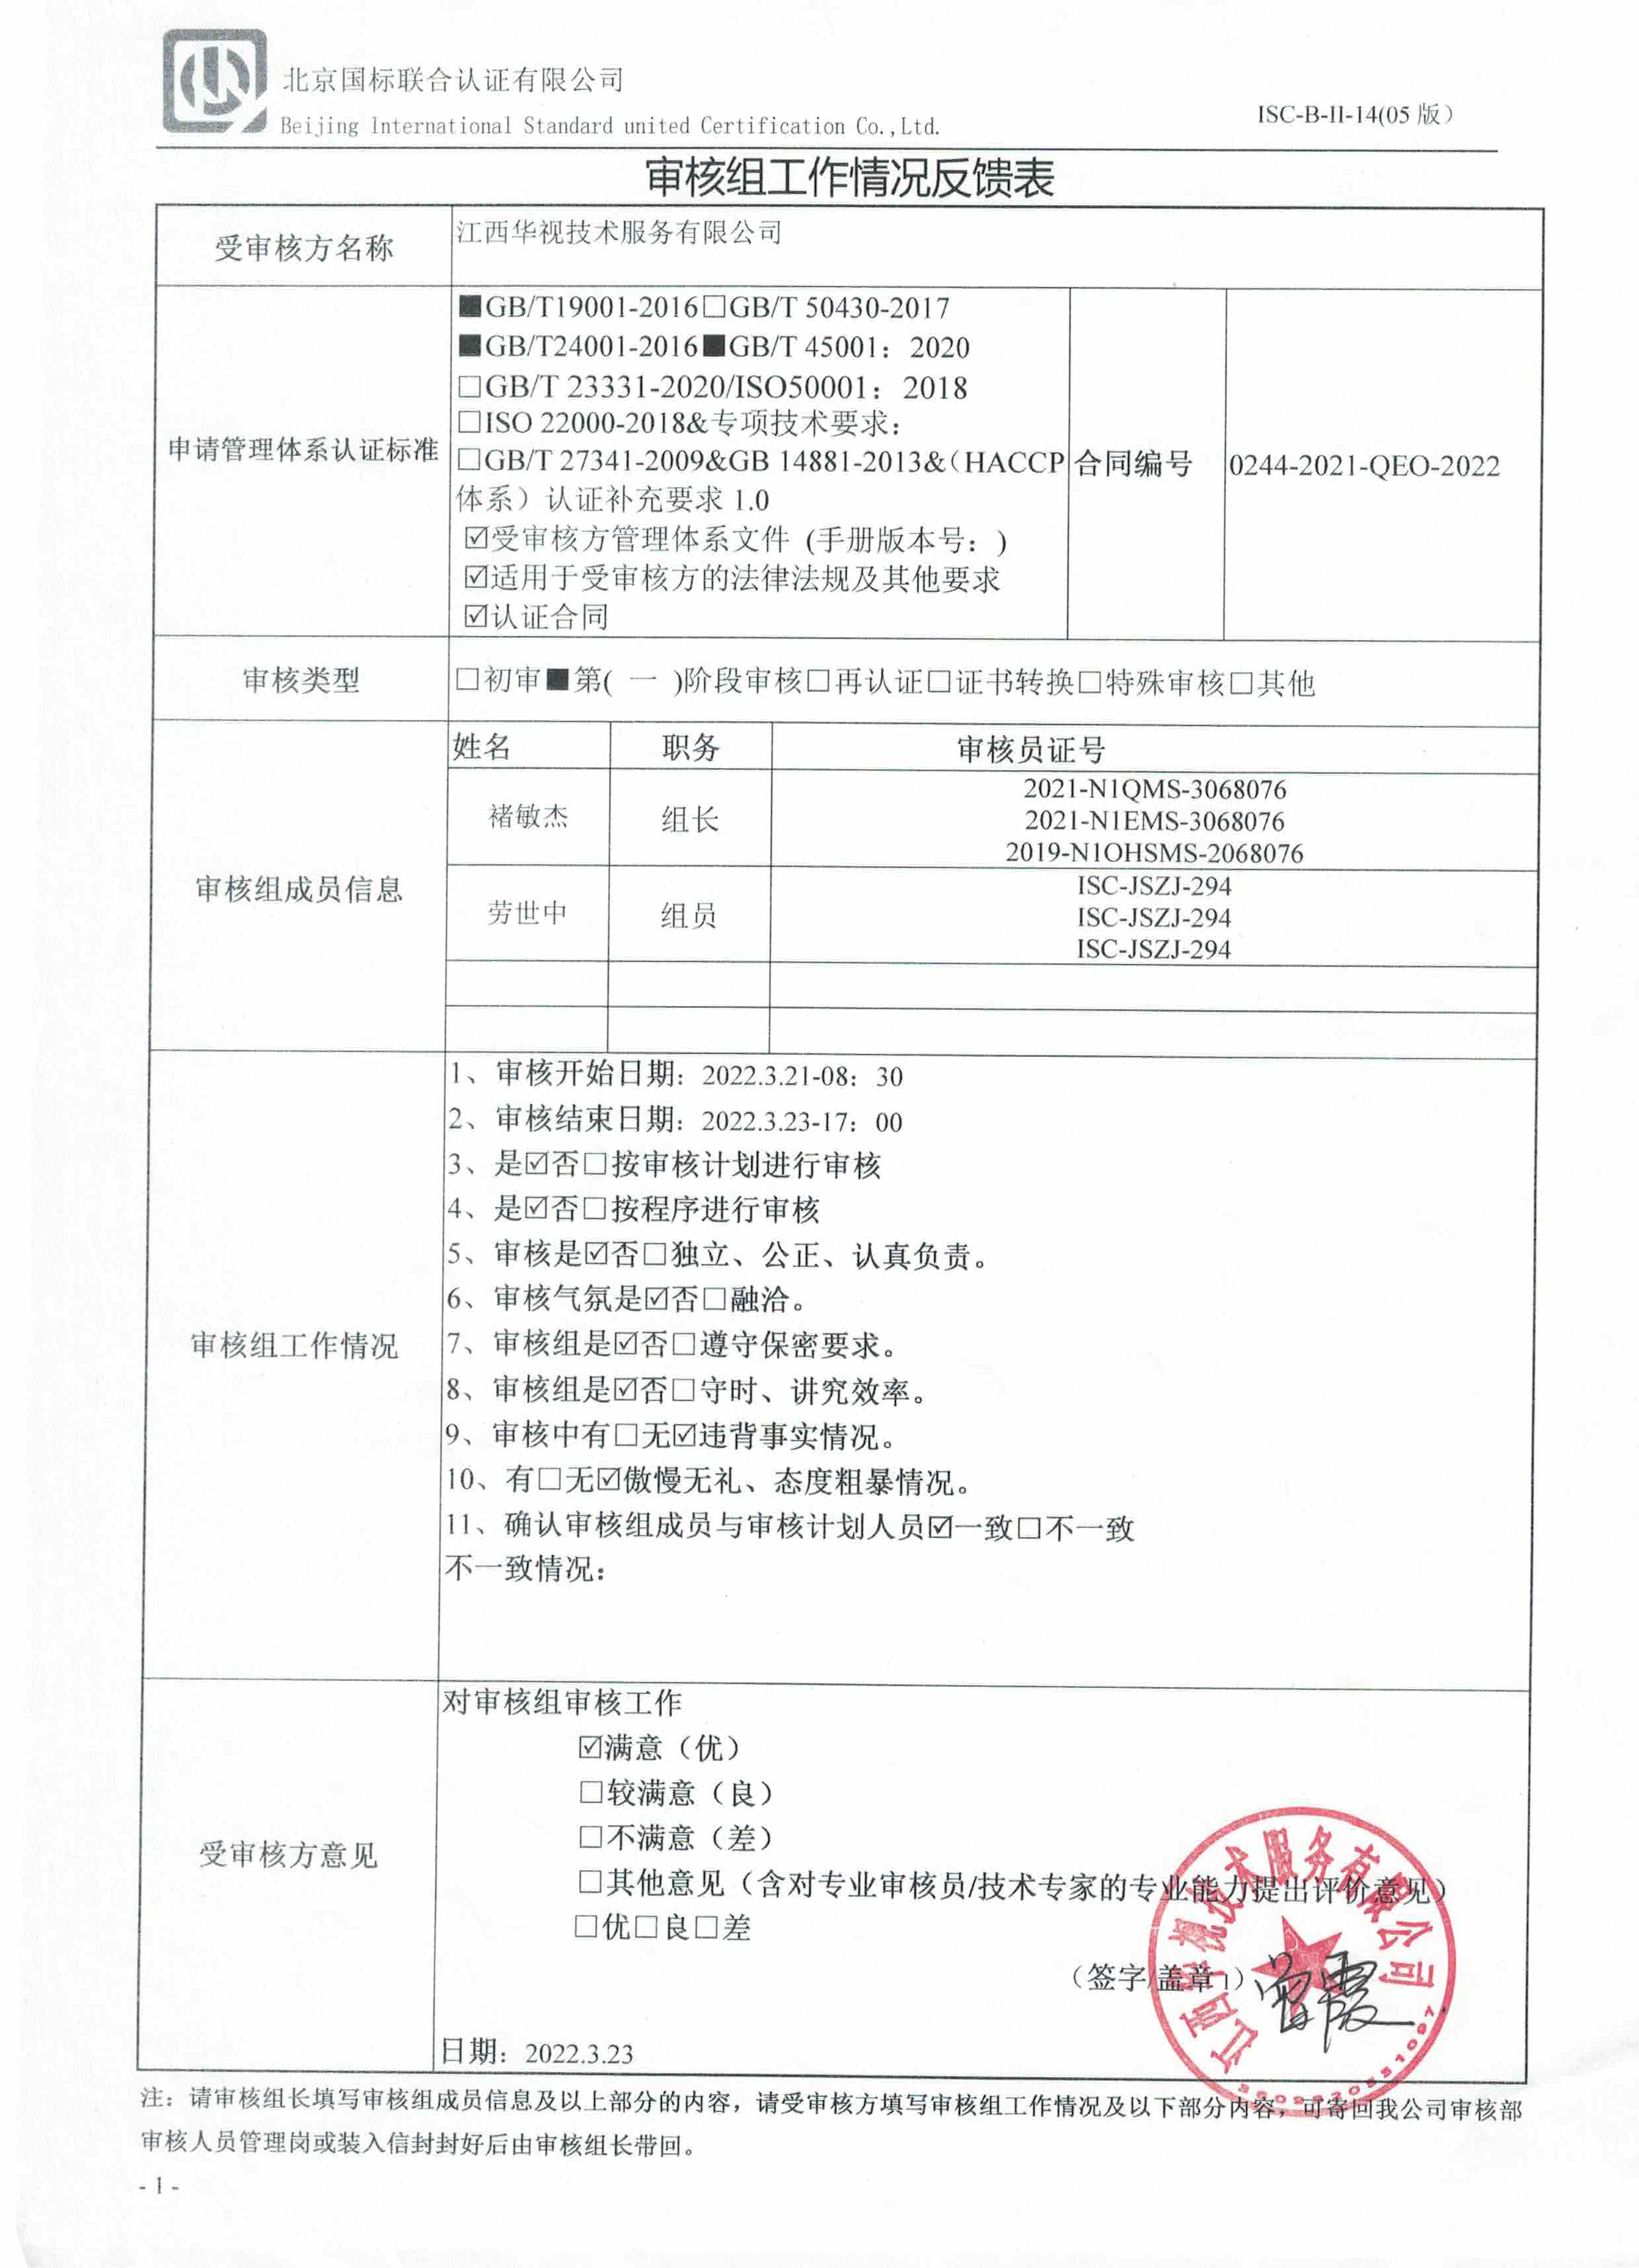 北京国标联合认证有限公司
Beijing International Standard united Certification Co.,Ltd.
ISC-B-II-14(05 版）
审核组工作情况反馈表
受审核方名称
江西华视技术服务有限公司
申请管理体系认证标准
■GB/T19001-2016□GB/T 50430-2017
■GB/T24001-2016■GB/T 45001：2020
□GB/T 23331-2020/ISO50001：2018
□ISO 22000-2018&专项技术要求：
□GB/T 27341-2009&GB 14881-2013&（HACCP
体系）认证补充要求 1.0
☑受审核方管理体系文件 (手册版本号：)
☑适用于受审核方的法律法规及其他要求
☑认证合同
合同编号
0244-2021-QEO-2022
审核类型
□初审■第( 一 )阶段审核□再认证□证书转换□特殊审核□其他
审核组成员信息
姓名 职务 审核员证号
褚敏杰 组长
2021-N1QMS-3068076
2021-N1EMS-3068076
2019-N1OHSMS-2068076
劳世中 组员
ISC-JSZJ-294
ISC-JSZJ-294
ISC-JSZJ-294
审核组工作情况
1、审核开始日期：2022.3.21-08：30
2、审核结束日期：2022.3.23-17：00
3、是☑否□按审核计划进行审核
4、是☑否□按程序进行审核
5、审核是☑否□独立、公正、认真负责。
6、审核气氛是☑否□融洽。
7、审核组是☑否□遵守保密要求。
8、审核组是☑否□守时、讲究效率。
9、审核中有□无☑违背事实情况。
10、有□无☑傲慢无礼、态度粗暴情况。
11、确认审核组成员与审核计划人员☑一致□不一致
不一致情况：
受审核方意见
对审核组审核工作
☑满意（优）
□较满意（良）
□不满意（差）
□其他意见（含对专业审核员/技术专家的专业能力提出评价意见）
□优□良□差
（签字/盖章）
江西华视技术服务有限公司
日期：2022.3.23
注：请审核组长填写审核组成员信息及以上部分的内容，请受审核方填写审核组工作情况及以下部分内容，可寄回我公司审核部
审核人员管理岗或装入信封封好后由审核组长带回。
- 1 -